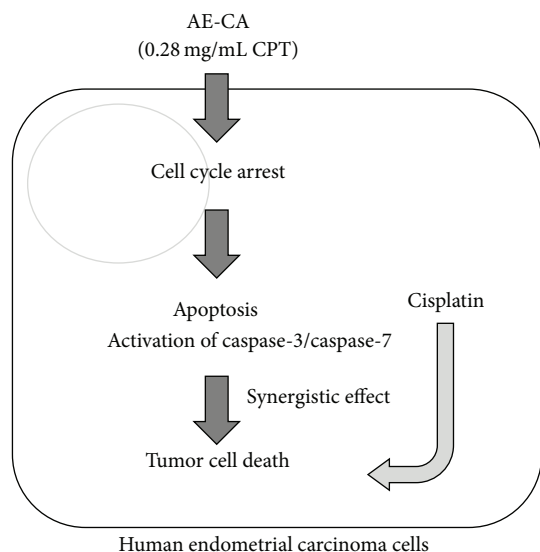 AE-CA
(0.28 mg/mL CPT)
Cell cycle arrest
Apoptosis
Activation of caspase-3/caspase-7
Cisplatin
Synergistic effect
Tumor cell death
Human endometrial carcinoma cells